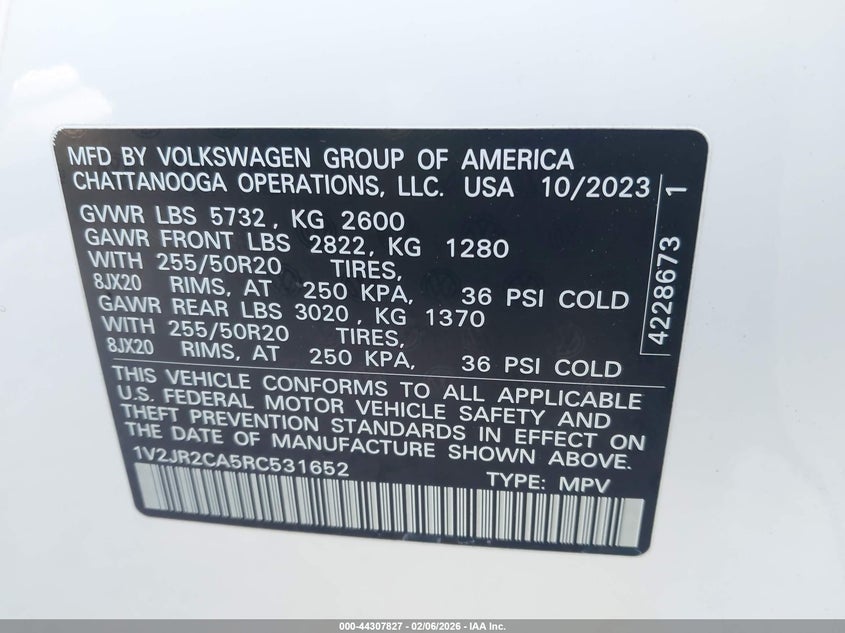 MFD BY VOLKSWAGEN GROUP OF AMERICA
CHATTANOOGA OPERATIONS, LLC. USA 10/2023
GVWR LBS 5732, KG 2600
GAWR FRONT LBS 2822, KG 1280
WITH 255/50R20 TIRES,
8JX20 RIMS, AT 250 KPA, 36 PSI COLD
GAWR REAR LBS 3020, KG 1370
WITH 255/50R20 TIRES,
8JX20 RIMS, AT 250 KPA, 36 PSI COLD
4228673 1
THIS VEHICLE CONFORMS TO ALL APPLICABLE
U.S. FEDERAL MOTOR VEHICLE SAFETY AND
THEFT PREVENTION STANDARDS IN EFFECT ON
THE DATE OF MANUFACTURE SHOWN ABOVE.
1V2JR2CA5RC531652 TYPE: MPV
000-44307827 - 02/06/2026 - IAA Inc.